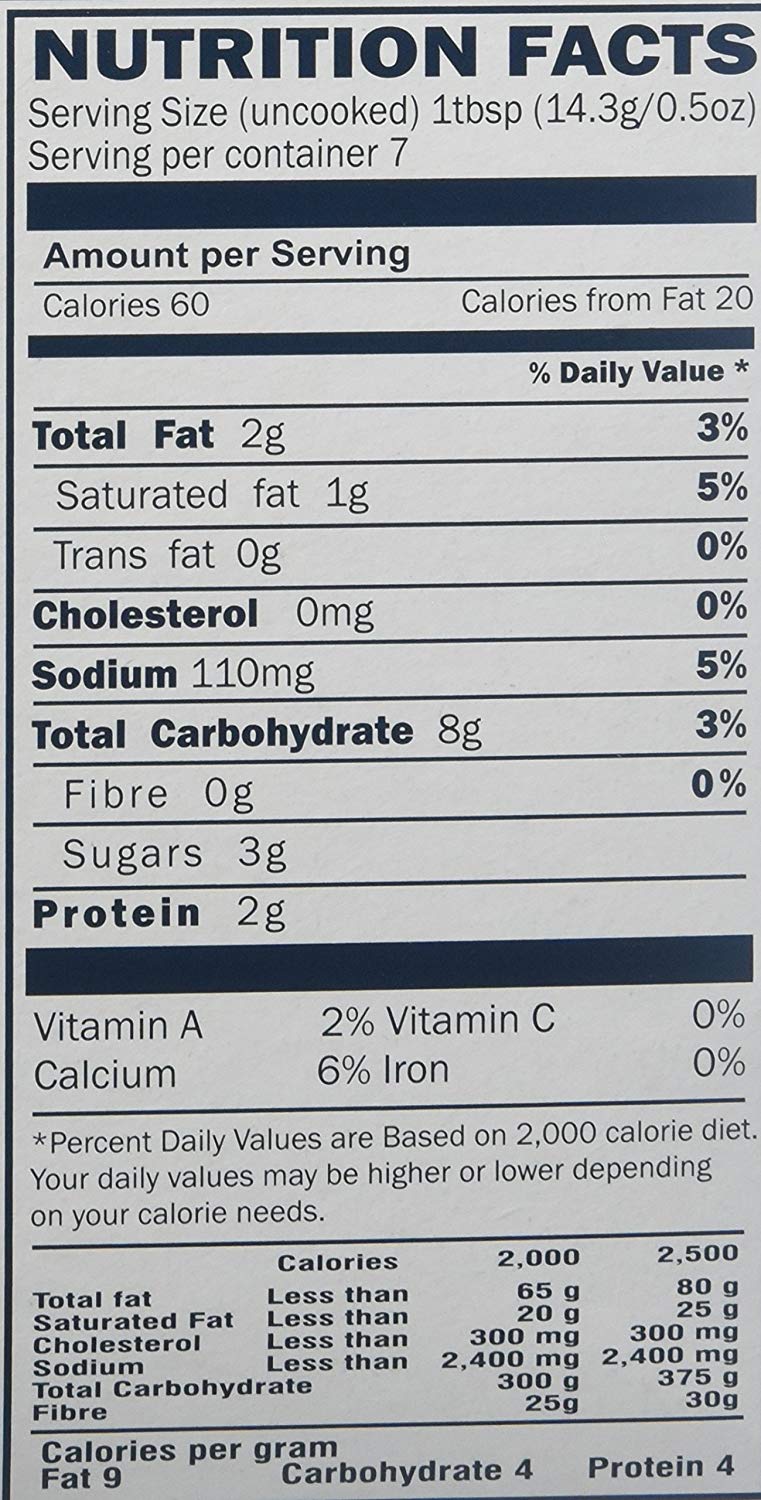 NUTRITION FACTS
Serving Size (uncooked) 1tbsp (14.3g/0.5oz)
Serving per container 7
Amount per Serving
Calories 60 Calories from Fat 20
% Daily Value *
Total Fat 2g 3%
Saturated fat 1g 5%
Trans fat 0g 0%
Cholesterol 0mg 0%
Sodium 110mg 5%
Total Carbohydrate 8g 3%
Fibre 0g 0%
Sugars 3g
Protein 2g
Vitamin A 2% Vitamin C 0%
Calcium 6% Iron 0%
*Percent Daily Values are Based on 2,000 calorie diet.
Your daily values may be higher or lower depending
on your calorie needs.
Calories 2,000 2,500
Total fat Less than 65 g 80 g
Saturated Fat Less than 20 g 25 g
Cholesterol Less than 300 mg 300 mg
Sodium Less than 2,400 mg 2,400 mg
Total Carbohydrate 300 g 375 g
Fibre 25g 30g
Calories per gram
Fat 9 Carbohydrate 4 Protein 4